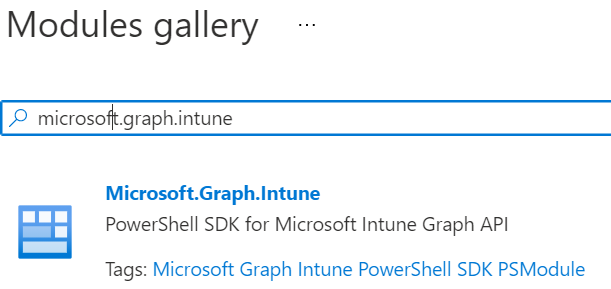 Modules gallery ...
microsoft.graph.intune
Microsoft.Graph.Intune
PowerShell SDK for Microsoft Intune Graph API
Tags: Microsoft Graph Intune PowerShell SDK PSModule